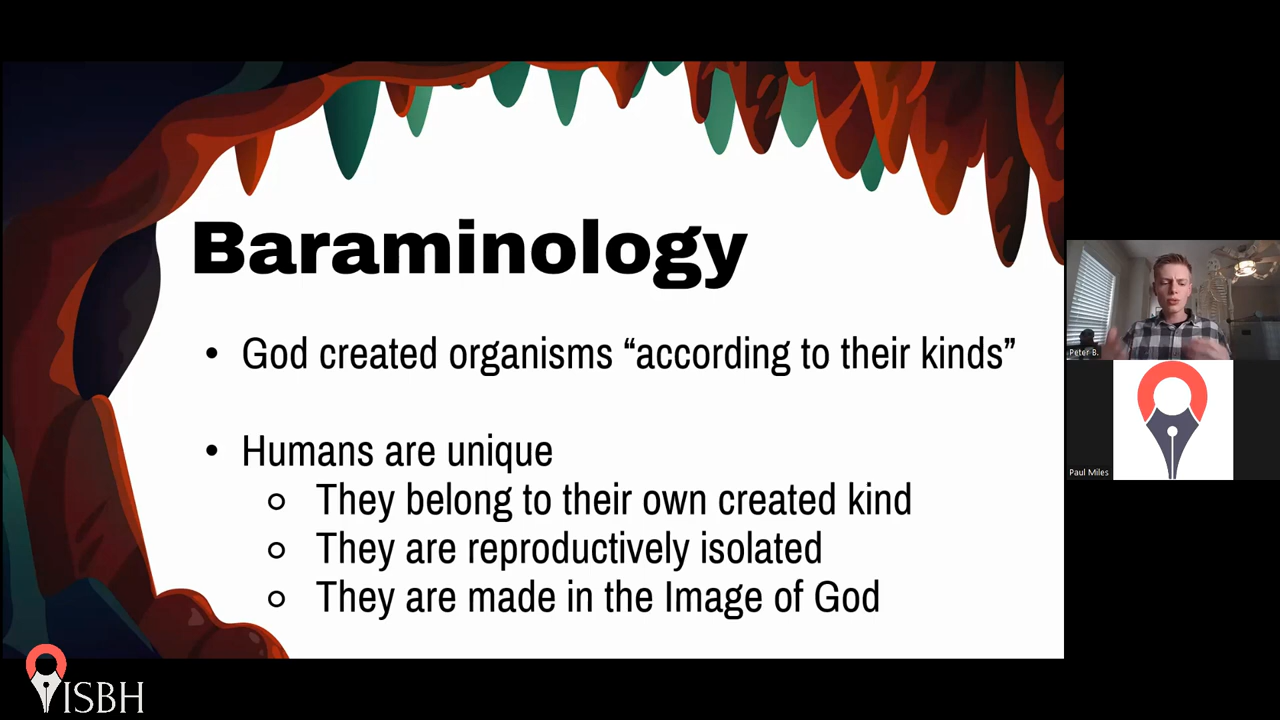 Baraminology
• God created organisms “according to their kinds”
• Humans are unique
○ They belong to their own created kind
○ They are reproductively isolated
○ They are made in the Image of God
Peter B.
Paul Miles
ISBH